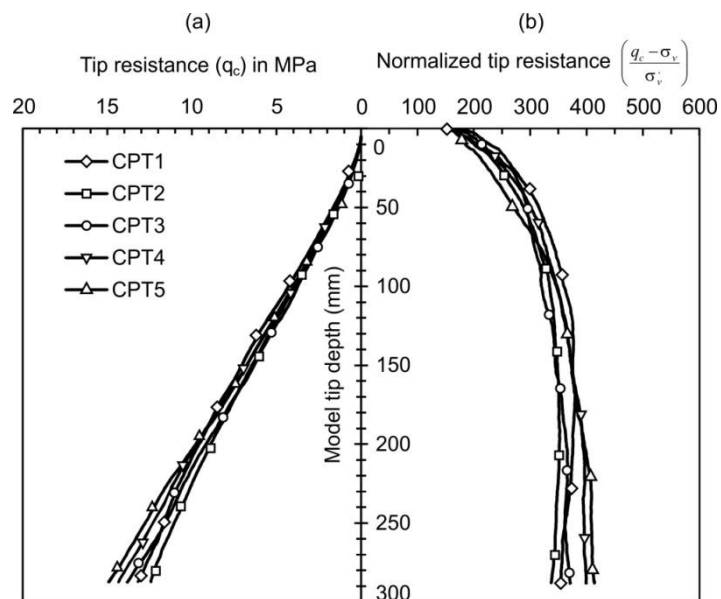 (a)
(b)
Tip resistance (qc) in MPa
Normalized tip resistance (qc − σv / σv')
20 15 10 5 0 100 200 300 400 500 600
0
50
100
150
200
250
300
Model tip depth (mm)
CPT1
CPT2
CPT3
CPT4
CPT5